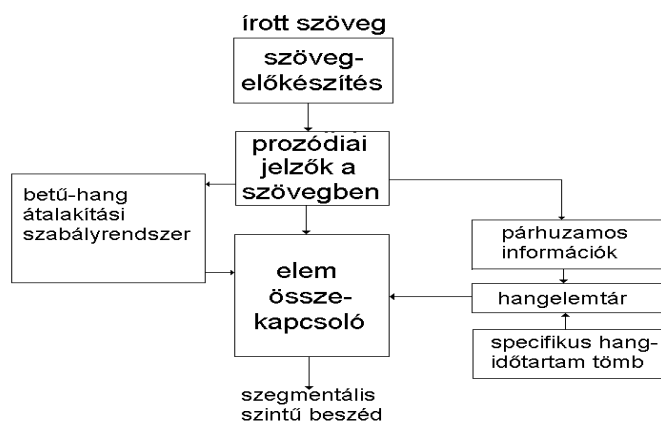 írott szöveg
szöveg-
előkészítés
prozódiai
jelzők a
szövegben
betű-hang
átalakítási
szabályrendszer
elem
össze-
kapcsoló
párhuzamos
információk
hangelemtár
specifikus hang-
időtartam tömb
szegmentális
szintű beszéd